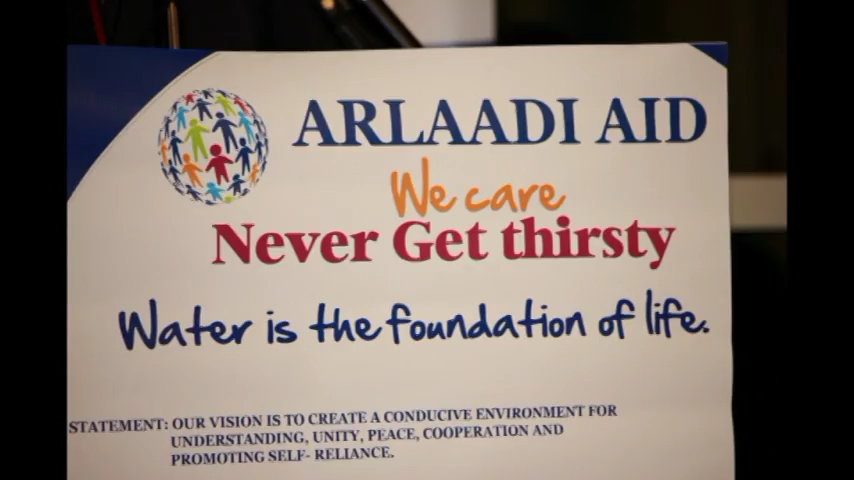 ARLAADI AID
We care
Never Get thirsty
Water is the foundation of life.
STATEMENT: OUR VISION IS TO CREATE A CONDUCIVE ENVIRONMENT FOR
UNDERSTANDING, UNITY, PEACE, COOPERATION AND
PROMOTING SELF- RELIANCE.